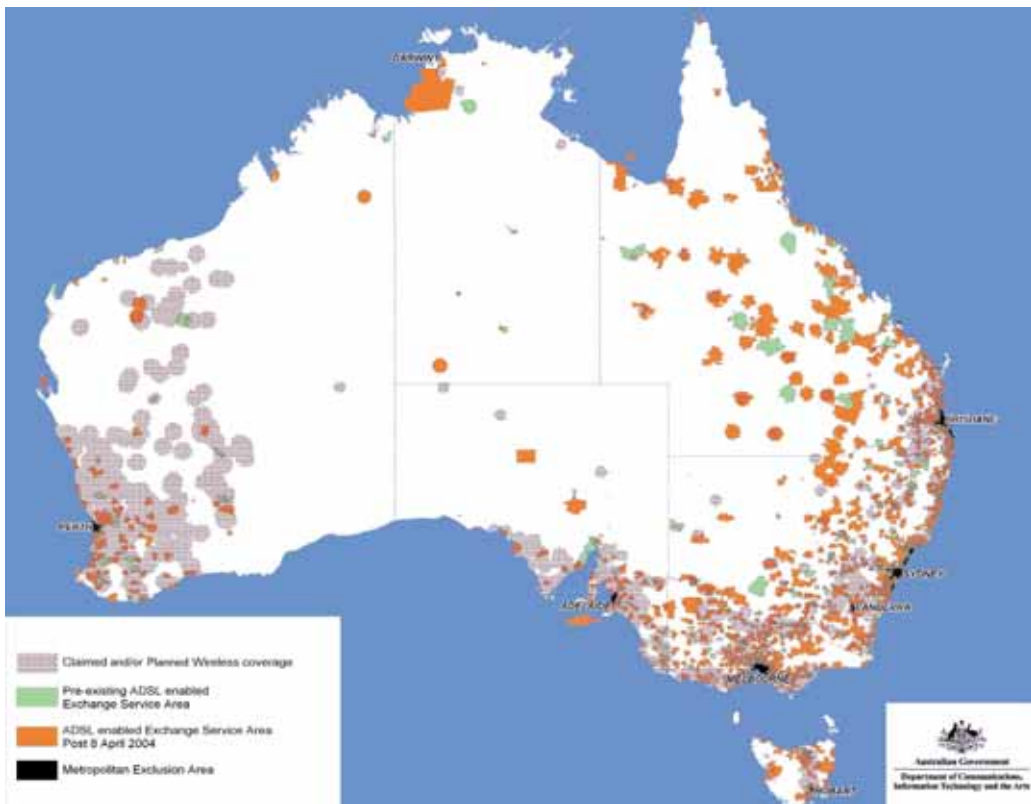 DARWIN
BRISBANE
PERTH
SYDNEY
ADELAIDE
CANBERRA
MELBOURNE
HOBART
Claimed and/or Planned Wireless coverage
Pre-existing ADSL enabled
Exchange Service Area
ADSL enabled Exchange Service Area
Post 8 April 2004
Metropolitan Exclusion Area
Australian Government
Department of Communications,
Information Technology and the Arts